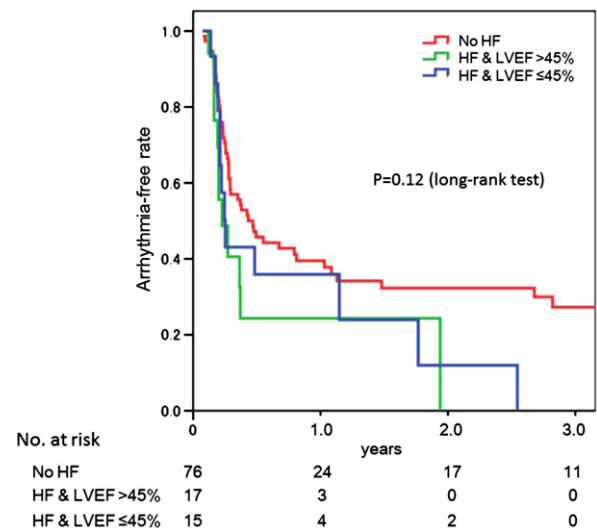 1.0
0.8
0.6
0.4
0.2
0.0
Arrhythmia-free rate
No HF
HF & LVEF >45%
HF & LVEF ≤45%
P=0.12 (long-rank test)
0 1.0 2.0 3.0
years
No. at risk
No HF 76 24 17 11
HF & LVEF >45% 17 3 0 0
HF & LVEF ≤45% 15 4 2 0